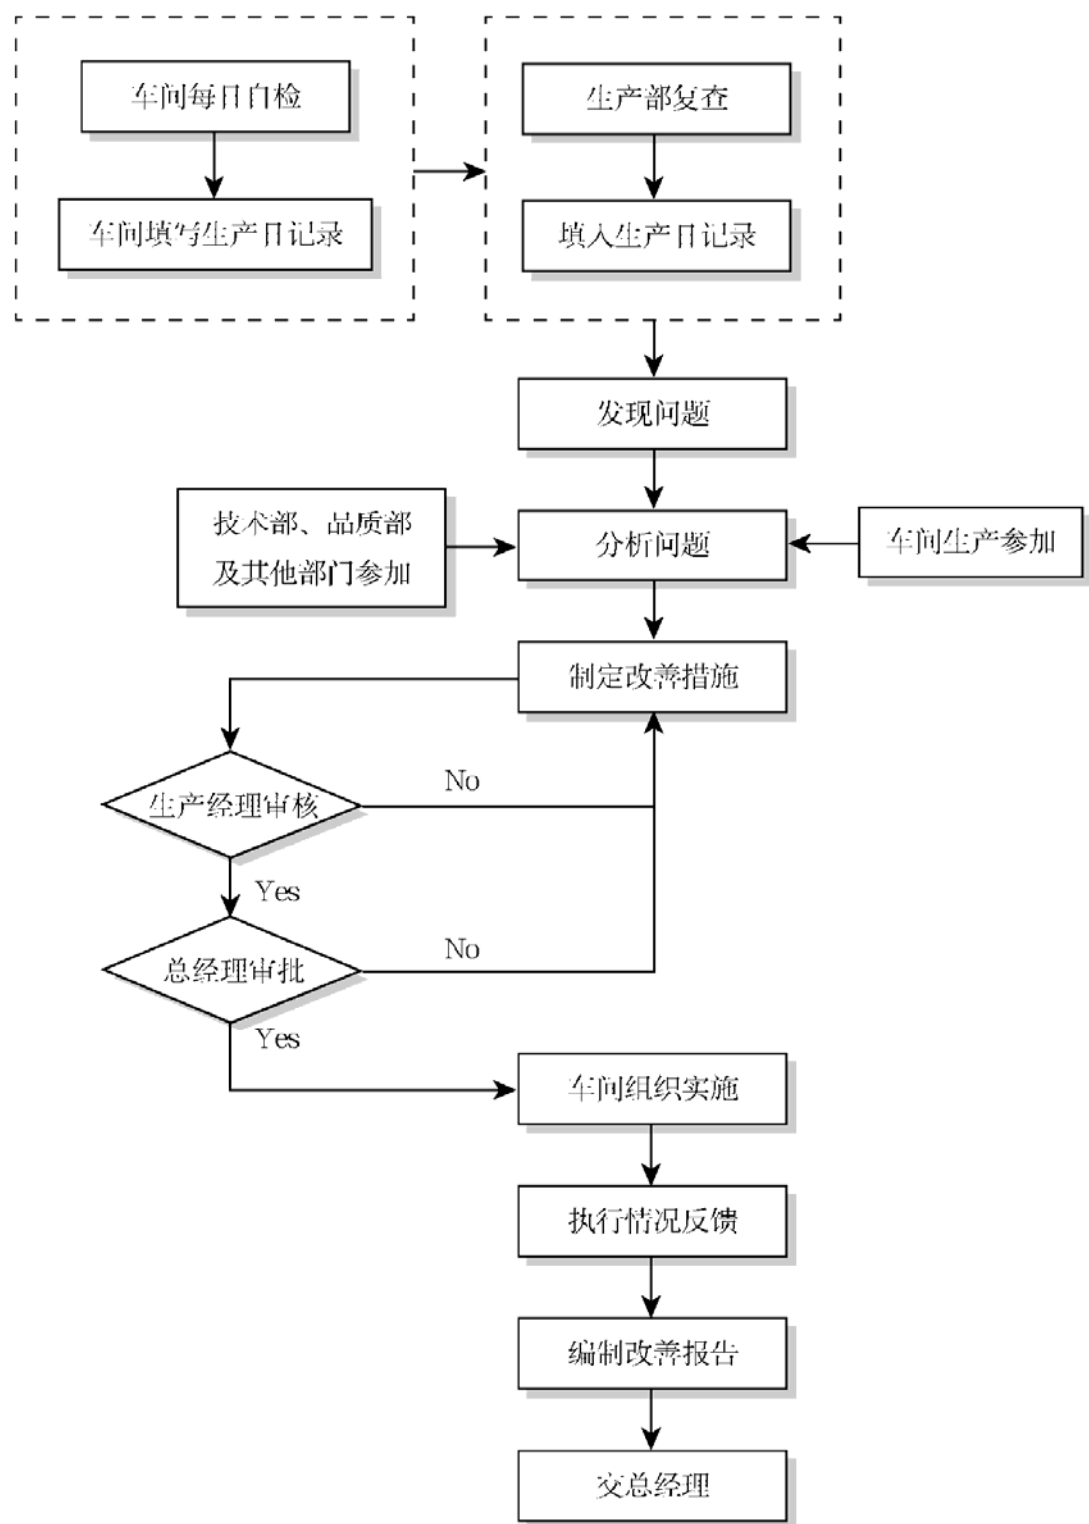 车间每日自检
生产部复查
车间填写生产日记录
填入生产日记录
发现问题
技术部、品质部
及其他部门参加
分析问题
车间生产参加
制定改善措施
生产经理审核
No
Yes
总经理审批
No
Yes
车间组织实施
执行情况反馈
编制改善报告
交总经理